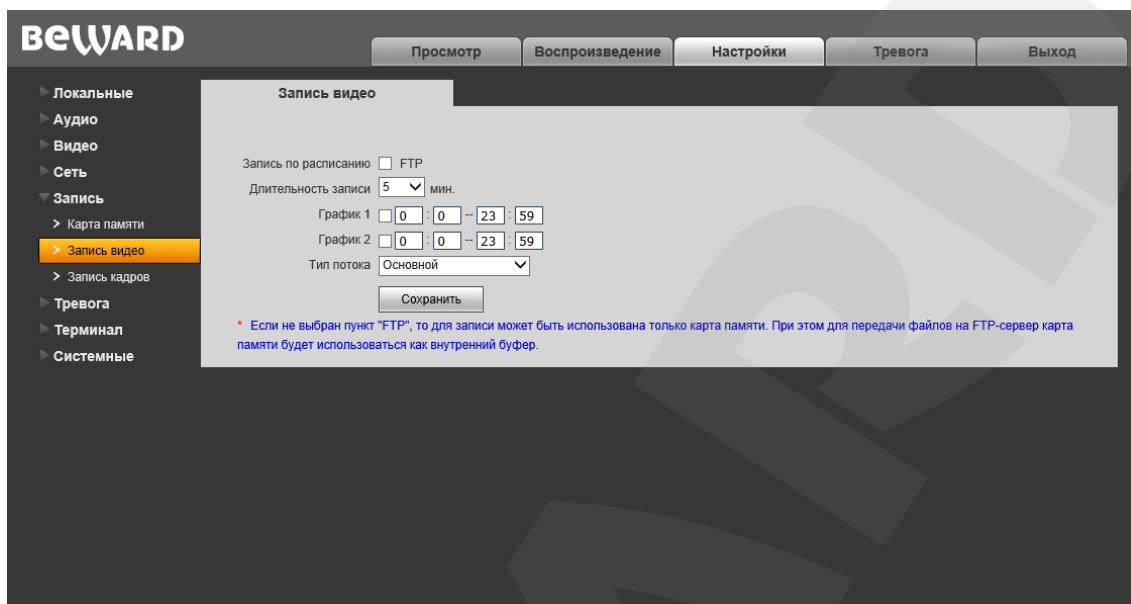 BEWARD
Просмотр
Воспроизведение
Настройки
Тревога
Выход
Локальные
Аудио
Видео
Сеть
Запись
> Карта памяти
> Запись видео
> Запись кадров
Тревога
Терминал
Системные
Запись видео
Запись по расписанию FTP
Длительность записи 5 мин.
График 1 0 : 0 -- 23 : 59
График 2 0 : 0 -- 23 : 59
Тип потока Основной
Сохранить
* Если не выбран пункт "FTP", то для записи может быть использована только карта памяти. При этом для передачи файлов на FTP-сервер карта
памяти будет использоваться как внутренний буфер.